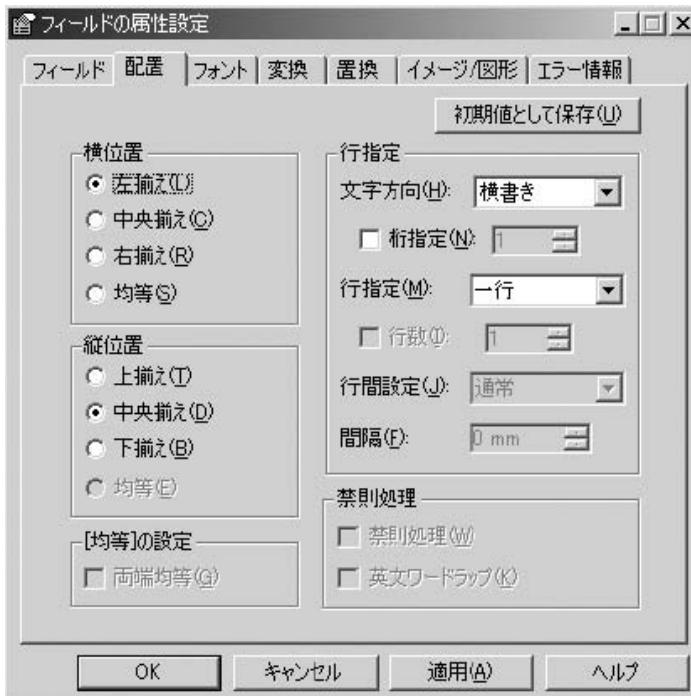 フィールドの属性設定
フィールド 配置 フォント 変換 置換 イメージ/図形 エラー情報
初期値として保存(U)
横位置
左揃え(L)
中央揃え(C)
右揃え(R)
均等(S)
縦位置
上揃え(T)
中央揃え(D)
下揃え(B)
均等(E)
[均等]の設定
両端均等(G)
行指定
文字方向(H): 横書き
桁指定(N): 1
行指定(M): 一行
行数(I): 1
行間設定(J): 通常
間隔(F): 0 mm
禁則処理
禁則処理(W)
英文ワードラップ(K)
OK キャンセル 適用(A) ヘルプ